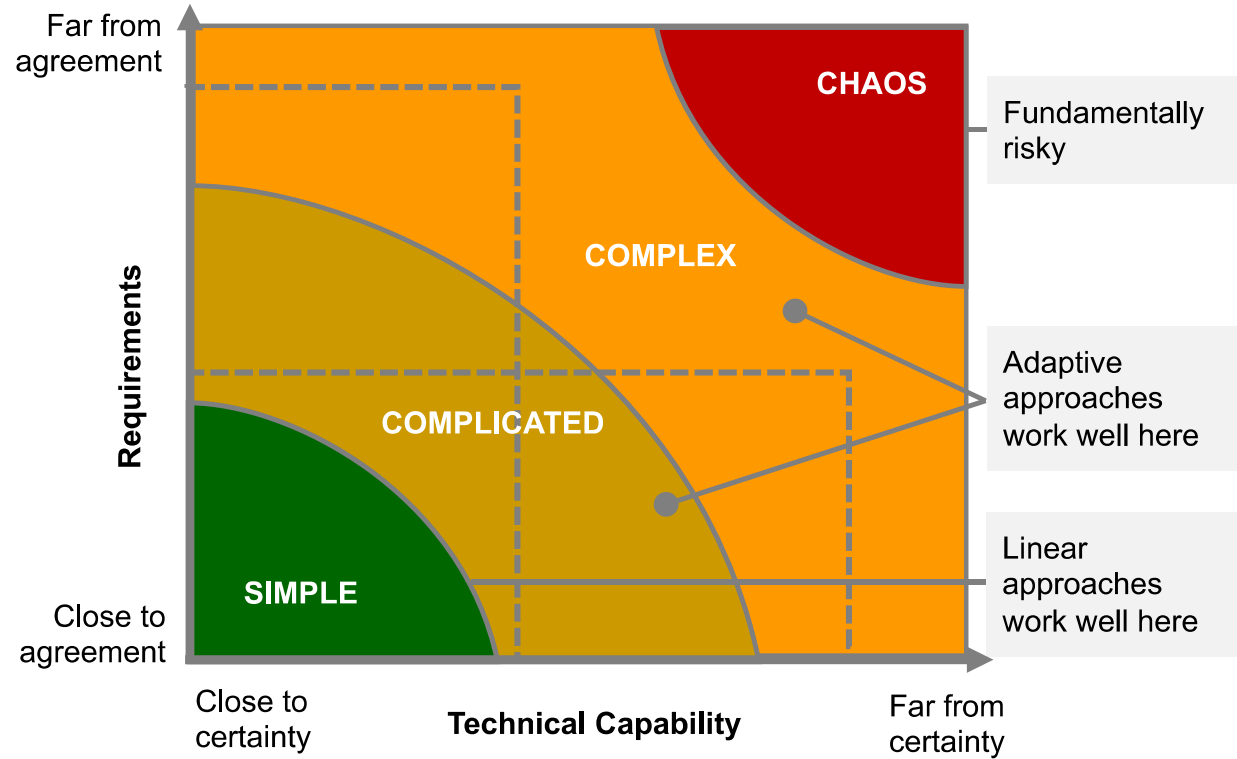 Far from
agreement
CHAOS
Fundamentally
risky
COMPLEX
Requirements
Adaptive
approaches
work well here
COMPLICATED
Linear
approaches
work well here
SIMPLE
Close to
agreement
Close to
certainty
Technical Capability
Far from
certainty